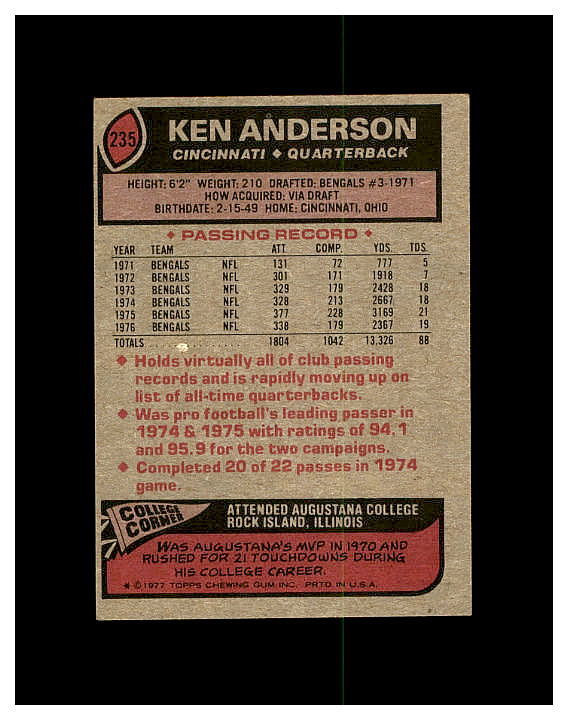 235
KEN ANDERSON
CINCINNATI ♦ QUARTERBACK
HEIGHT: 6'2" WEIGHT: 210 DRAFTED: BENGALS #3-1971
HOW ACQUIRED: VIA DRAFT
BIRTHDATE: 2-15-49 HOME: CINCINNATI, OHIO
♦ PASSING RECORD ♦
YEAR TEAM ATT COMP. YDS. TDS.
1971 BENGALS NFL 131 72 777 5
1972 BENGALS NFL 301 171 1918 7
1973 BENGALS NFL 329 179 2428 18
1974 BENGALS NFL 328 213 2667 18
1975 BENGALS NFL 377 228 3169 21
1976 BENGALS NFL 338 179 2367 19
TOTALS . . . . . . . . . . . . . . 1804 1042 13,326 88
♦ Holds virtually all of club passing
records and is rapidly moving up on
list of all-time quarterbacks.
♦ Was pro football's leading passer in
1974 & 1975 with ratings of 94.1
and 95.9 for the two campaigns.
♦ Completed 20 of 22 passes in 1974
game.
COLLEGE
CORNER
ATTENDED AUGUSTANA COLLEGE
ROCK ISLAND, ILLINOIS
WAS AUGUSTANA'S MVP IN 1970 AND
RUSHED FOR 21 TOUCHDOWNS DURING
HIS COLLEGE CAREER.
* © 1977 TOPPS CHEWING GUM INC. PRTD IN U.S.A.